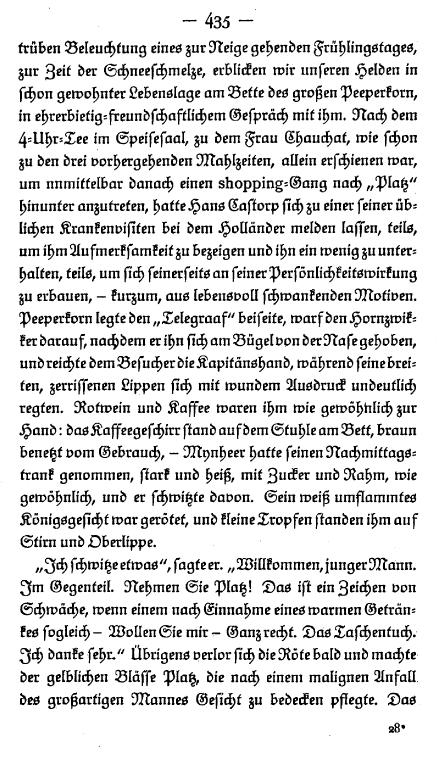 — 435 —
trüben Beleuchtung eines zur Neige gehenden Frühlingstages,
zur Zeit der Schneeschmelze, erblicken wir unseren Helden in
schon gewohnter Lebenslage am Bette des großen Peeperkorn,
in ehrerbietig-freundschaftlichem Gespräch mit ihm. Nach dem
4-Uhr-Tee im Speisesaal, zu dem Frau Chauchat, wie schon
zu den drei vorhergehenden Mahlzeiten, allein erschienen war,
um nnmittelbar danach einen shopping-Gang nach „Platz“
hinunter anzutreten, hatte Hans Castorp sich zu einer seiner üb-
lichen Krankenvisiten bei dem Holländer melden lassen, teils,
um ihm Aufmerksamkeit zu bezeigen und ihn ein wenig zu unter-
halten, teils, um sich seinerseits an seiner Persönlichkeitswirkung
zu erbauen, – kurzum, aus lebensvoll schwankenden Motiven.
Peeperkorn legte den „Telegraaf“ beiseite, warf den Hornzwik-
ker darauf, nachdem er ihn sich am Bügel von der Nase gehoben,
und reichte dem Besucher die Kapitänshand, während seine brei-
ten, zerrissenen Lippen sich mit wundem Ausdruck undeutlich
regten. Rotwein und Kaffee waren ihm wie gewöhnlich zur
Hand: das Kaffeegeschirr stand auf dem Stuhle am Bett, braun
benetzt vom Gebrauch, – Mynheer hatte seinen Nachmittags-
trank genommen, stark und heiß, mit Zucker und Rahm, wie
gewöhnlich, und er schwitzte davon. Sein weiß umflammtes
Königsgesicht war gerötet, und kleine Tropfen standen ihm auf
Stirn und Oberlippe.
„Ich schwitze etwas“, sagte er. „Willkommen, junger Mann.
Im Gegenteil. Nehmen Sie Platz! Das ist ein Zeichen von
Schwäche, wenn einem nach Einnahme eines warmen Geträn-
kes sogleich – Wollen Sie mir – Ganz recht. Das Taschentuch.
Ich danke sehr.“ Übrigens verlor sich die Röte bald und machte
der gelblichen Blässe Platz, die nach einem malignen Anfall
des großartigen Mannes Gesicht zu bedecken pflegte. Das
28*